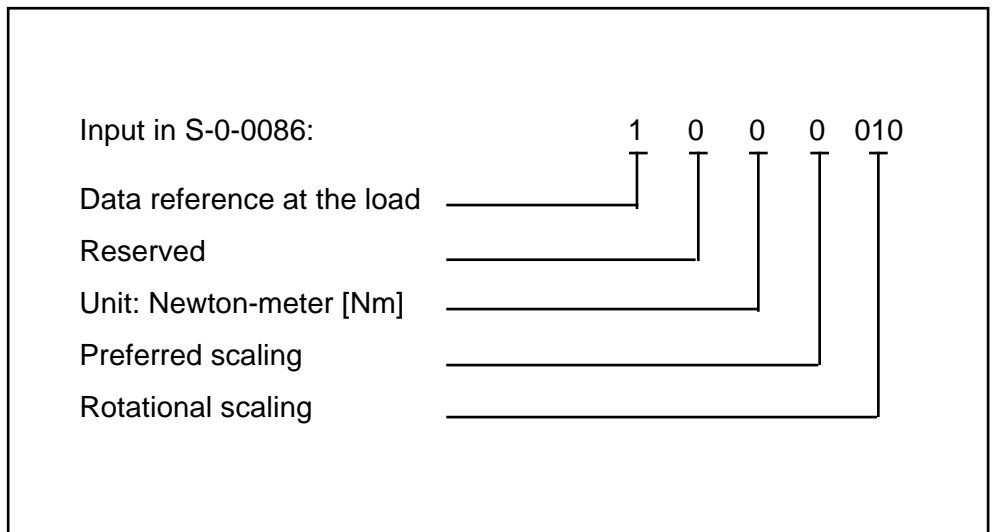 Input in S-0-0086: 1 0 0 0 010
Data reference at the load
Reserved
Unit: Newton-meter [Nm]
Preferred scaling
Rotational scaling